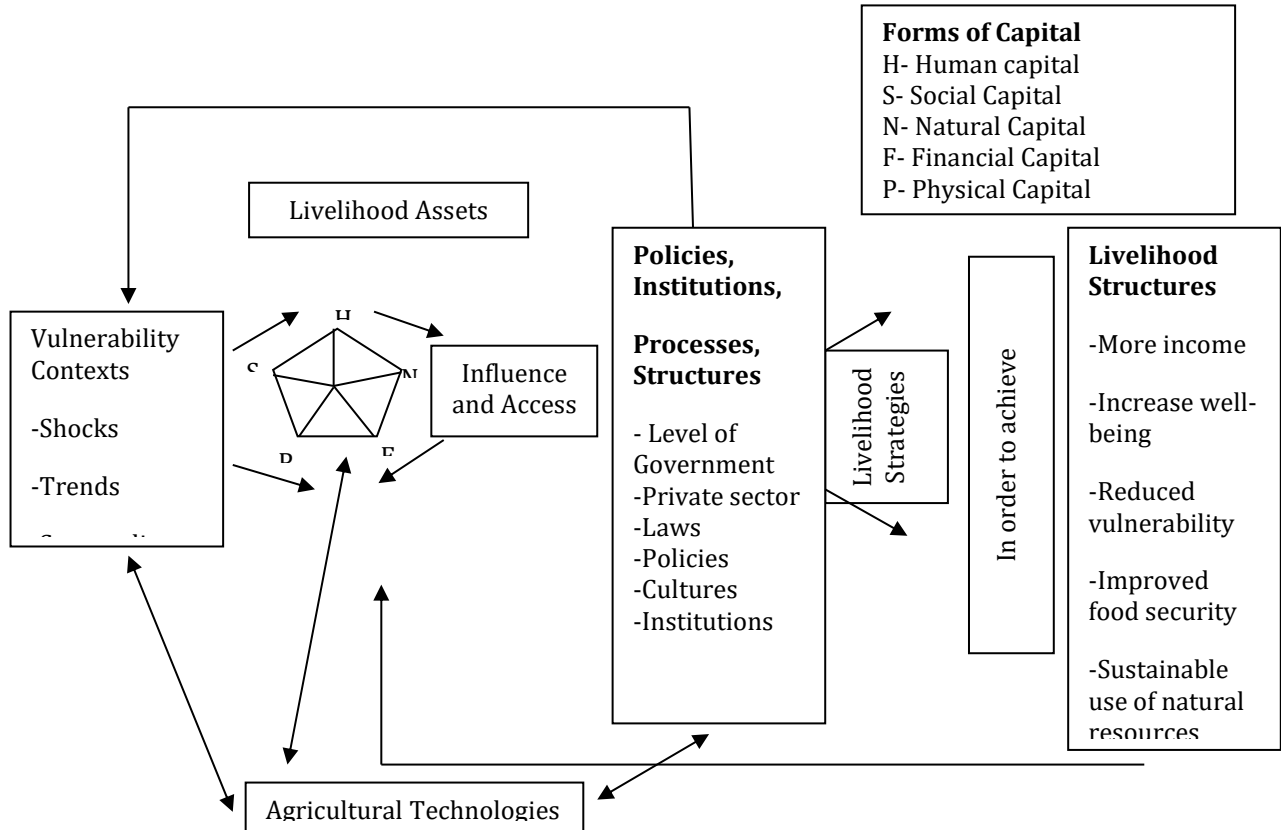 Forms of Capital
H- Human capital
S- Social Capital
N- Natural Capital
F- Financial Capital
P- Physical Capital
Livelihood Assets
Vulnerability
Contexts
-Shocks
-Trends
H
S
N
Influence
and Access
Policies,
Institutions,
Processes,
Structures
- Level of
Government
-Private sector
-Laws
-Policies
-Cultures
-Institutions
Livelihood
Strategies
In order to achieve
Livelihood
Structures
-More income
-Increase well-
being
-Reduced
vulnerability
-Improved
food security
-Sustainable
use of natural
resources
Agricultural Technologies